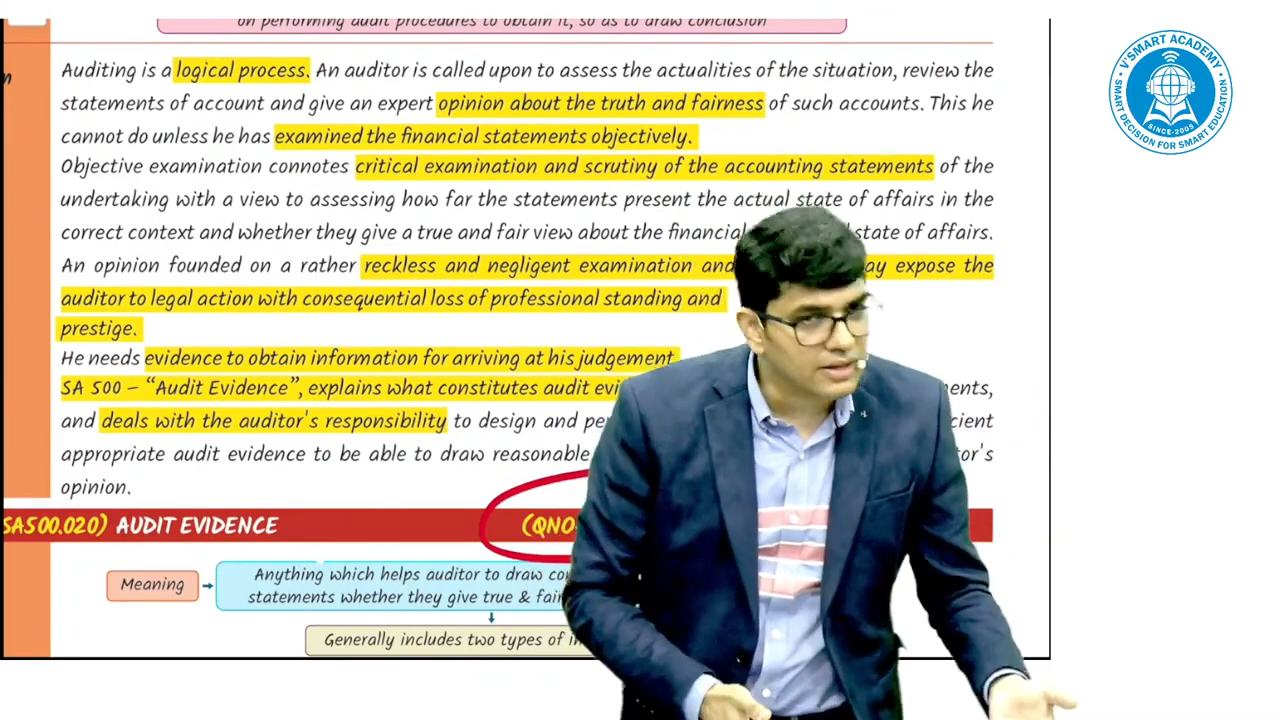 on performing audit procedures to obtain it, so as to draw conclusion
Auditing is a logical process. An auditor is called upon to assess the actualities of the situation, review the
statements of account and give an expert opinion about the truth and fairness of such accounts. This he
cannot do unless he has examined the financial statements objectively.
Objective examination connotes critical examination and scrutiny of the accounting statements of the
undertaking with a view to assessing how far the statements present the actual state of affairs in the
correct context and whether they give a true and fair view about the financial state of affairs.
An opinion founded on a rather reckless and negligent examination and expose the
auditor to legal action with consequential loss of professional standing and
prestige.
He needs evidence to obtain information for arriving at his judgement
SA 500 – “Audit Evidence”, explains what constitutes audit
and deals with the auditor's responsibility to design and
appropriate audit evidence to be able to draw reasonable
opinion.
SA500.020) AUDIT EVIDENCE (QNO
Meaning
Anything which helps auditor to draw
statements whether they give true &
Generally includes two types of
V'SMART ACADEMY
SINCE-2005
SMART DECISION FOR SMART EDUCATION